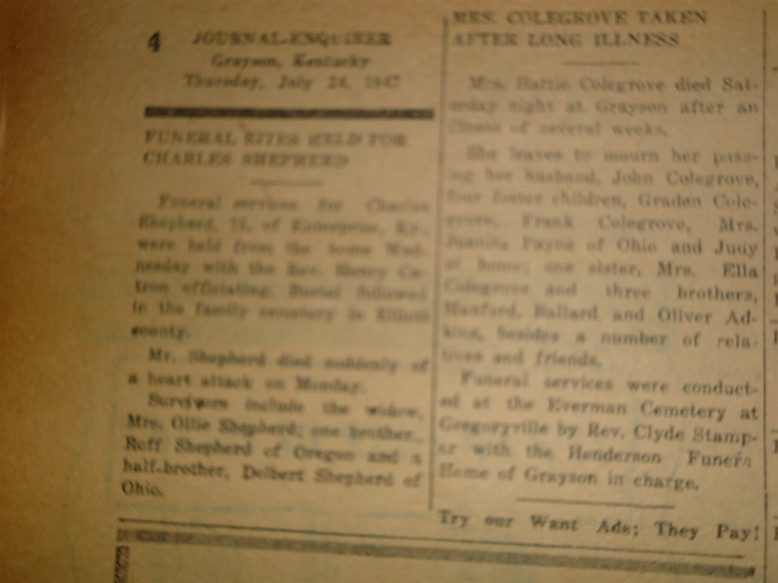 4
JOURNAL-ENQUIRER
Grayson, Kentucky
Thursday, July 24, 1947
FUNERAL RITES HELD FOR
CHARLES SHEPHERD
Funeral services for Charles
Shepherd, 75, of Enterprise, Ky.,
were held from the home Wed-
nesday with the Rev. Henry Ca-
tron officiating. Burial followed
in the family cemetery in Elliott
county.
Mr. Shepherd died suddenly of
a heart attack on Monday.
Survivors include the widow,
Mrs. Ollie Shepherd; one brother,
Roff Shepherd of Oregon and a
half-brother, Delbert Shepherd of
Ohio.
MRS. COLEGROVE TAKEN
AFTER LONG ILLNESS
Mrs. Hattie Colegrove died Sat-
urday night at Grayson after an
illness of several weeks.
She leaves to mourn her pass-
ing her husband, John Colegrove,
four foster children, Graden Cole-
grove, Frank Colegrove, Mrs.
Juanita Payne of Ohio and Judy
at home; one sister, Mrs. Ella
Colegrove and three brothers,
Manford, Ballard and Oliver Ad-
kins, besides a number of rela-
tives and friends.
Funeral services were conduct-
ed at the Everman Cemetery at
Gregoryville by Rev. Clyde Stamp-
er with the Henderson Funeral
Home of Grayson in charge.
Try our Want Ads; They Pay!